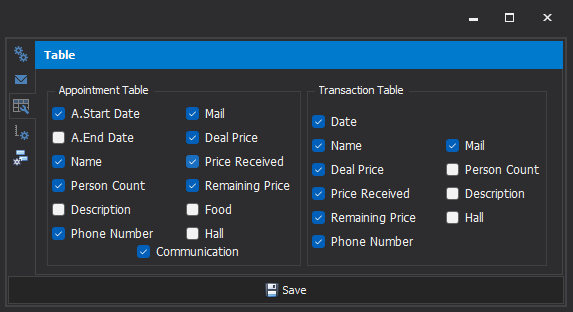 Table
Appointment Table
A.Start Date
Mail
A.End Date
Deal Price
Name
Price Received
Person Count
Remaining Price
Description
Food
Phone Number
Hall
Communication
Transaction Table
Date
Name
Mail
Deal Price
Person Count
Price Received
Description
Remaining Price
Hall
Phone Number
Save